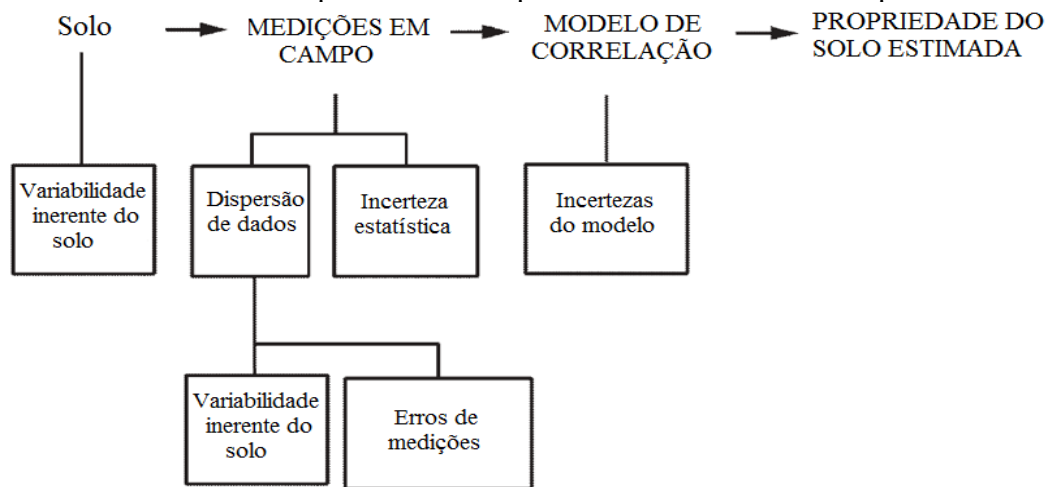 Solo
MEDIÇÕES EM
CAMPO
MODELO DE
CORRELAÇÃO
PROPRIEDADE DO
SOLO ESTIMADA
Variabilidade
inerente do
solo
Dispersão
de dados
Incerteza
estatística
Incertezas
do modelo
Variabilidade
inerente do
solo
Erros de
medições